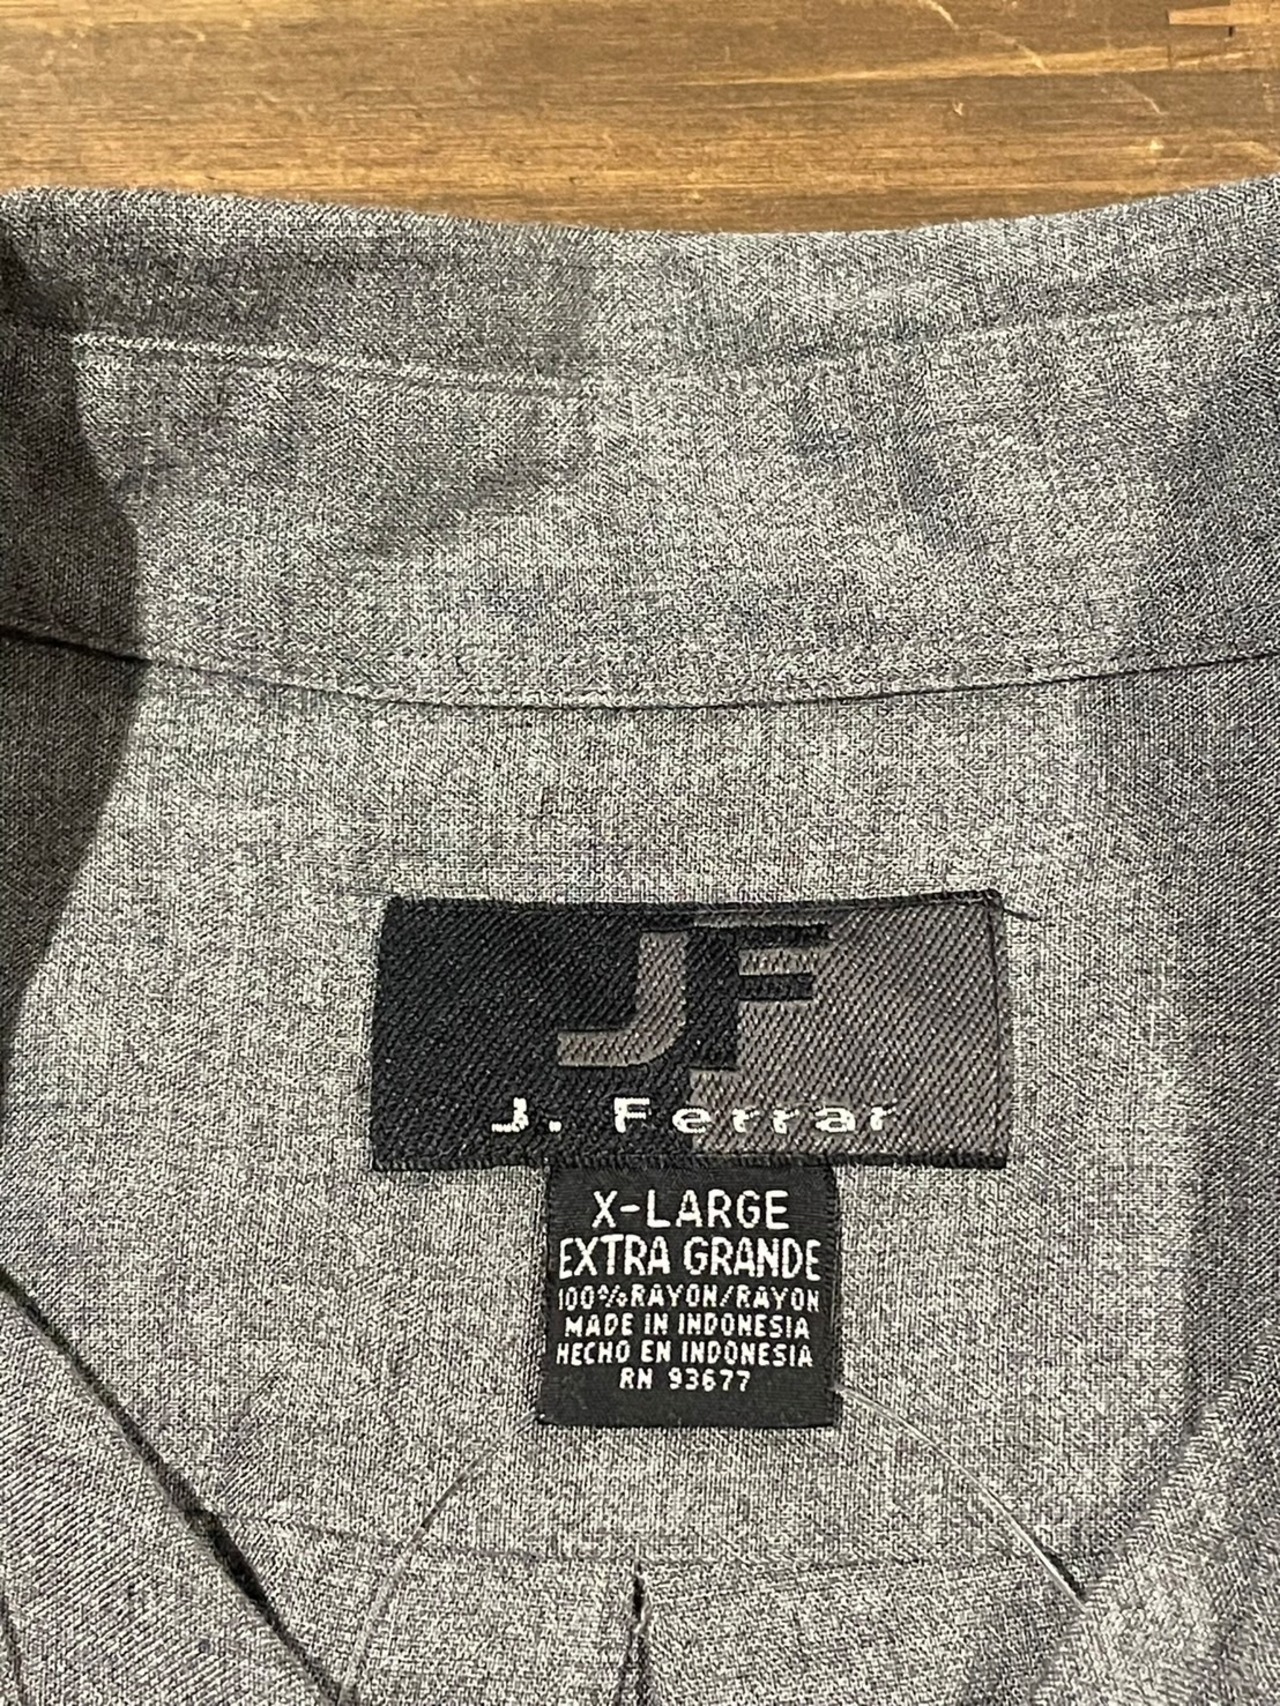 JF
J. Ferrar
X-LARGE
EXTRA GRANDE
100%RAYON/RAYON
MADE IN INDONESIA
HECHO EN INDONESIA
RN 93677